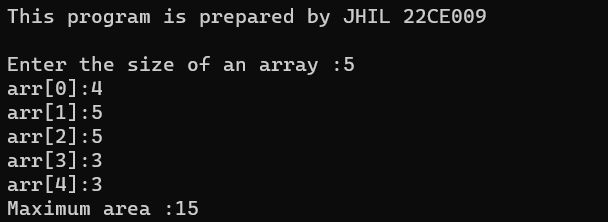 This program is prepared by JHIL 22CE009
Enter the size of an array :5
arr[0]:4
arr[1]:5
arr[2]:5
arr[3]:3
arr[4]:3
Maximum area :15